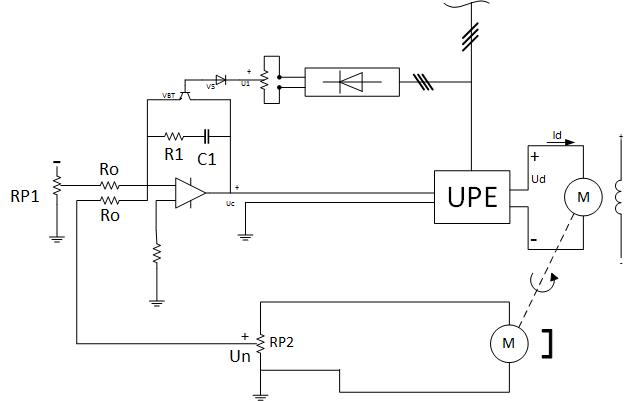 VS
+
U1
VBT
R1
C1
Id
-
RP1
Ro
Ro
+
Uc
UPE
+
Ud
-
M
+
-
+
Un
RP2
M